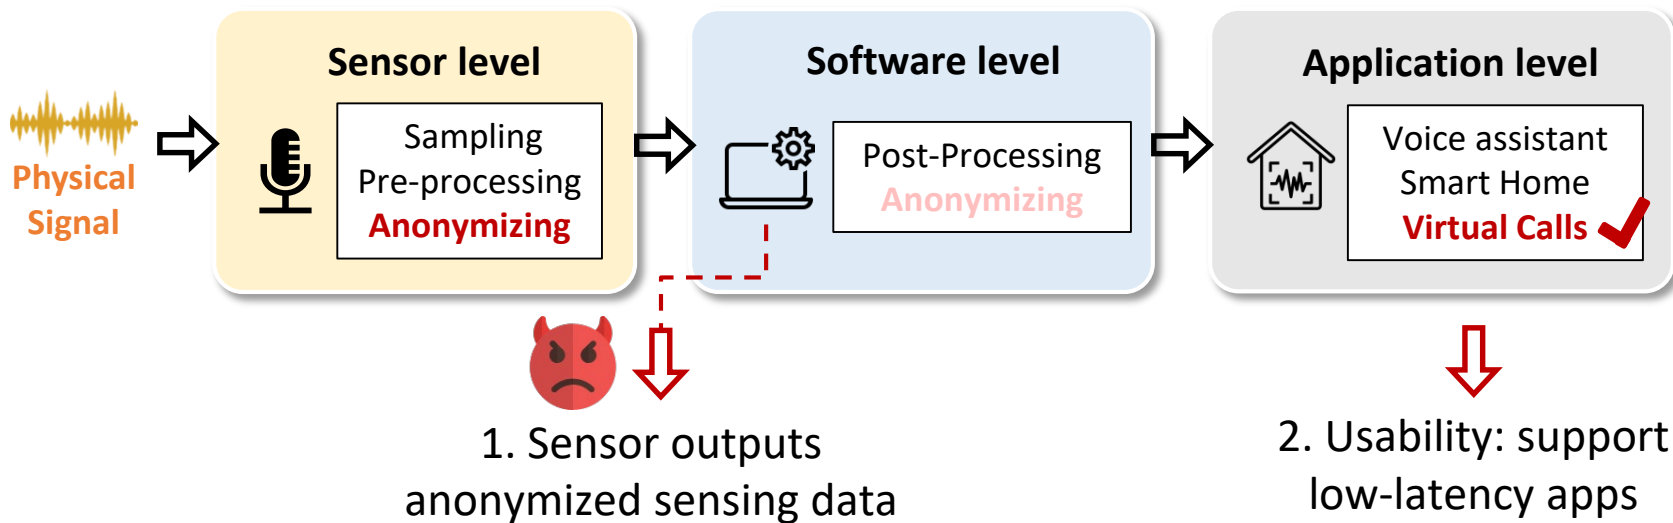 Physical
Signal
Sensor level
Sampling
Pre-processing
Anonymizing
Software level
Post-Processing
Anonymizing
Application level
Voice assistant
Smart Home
Virtual Calls
1. Sensor outputs
anonymized sensing data
2. Usability: support
low-latency apps